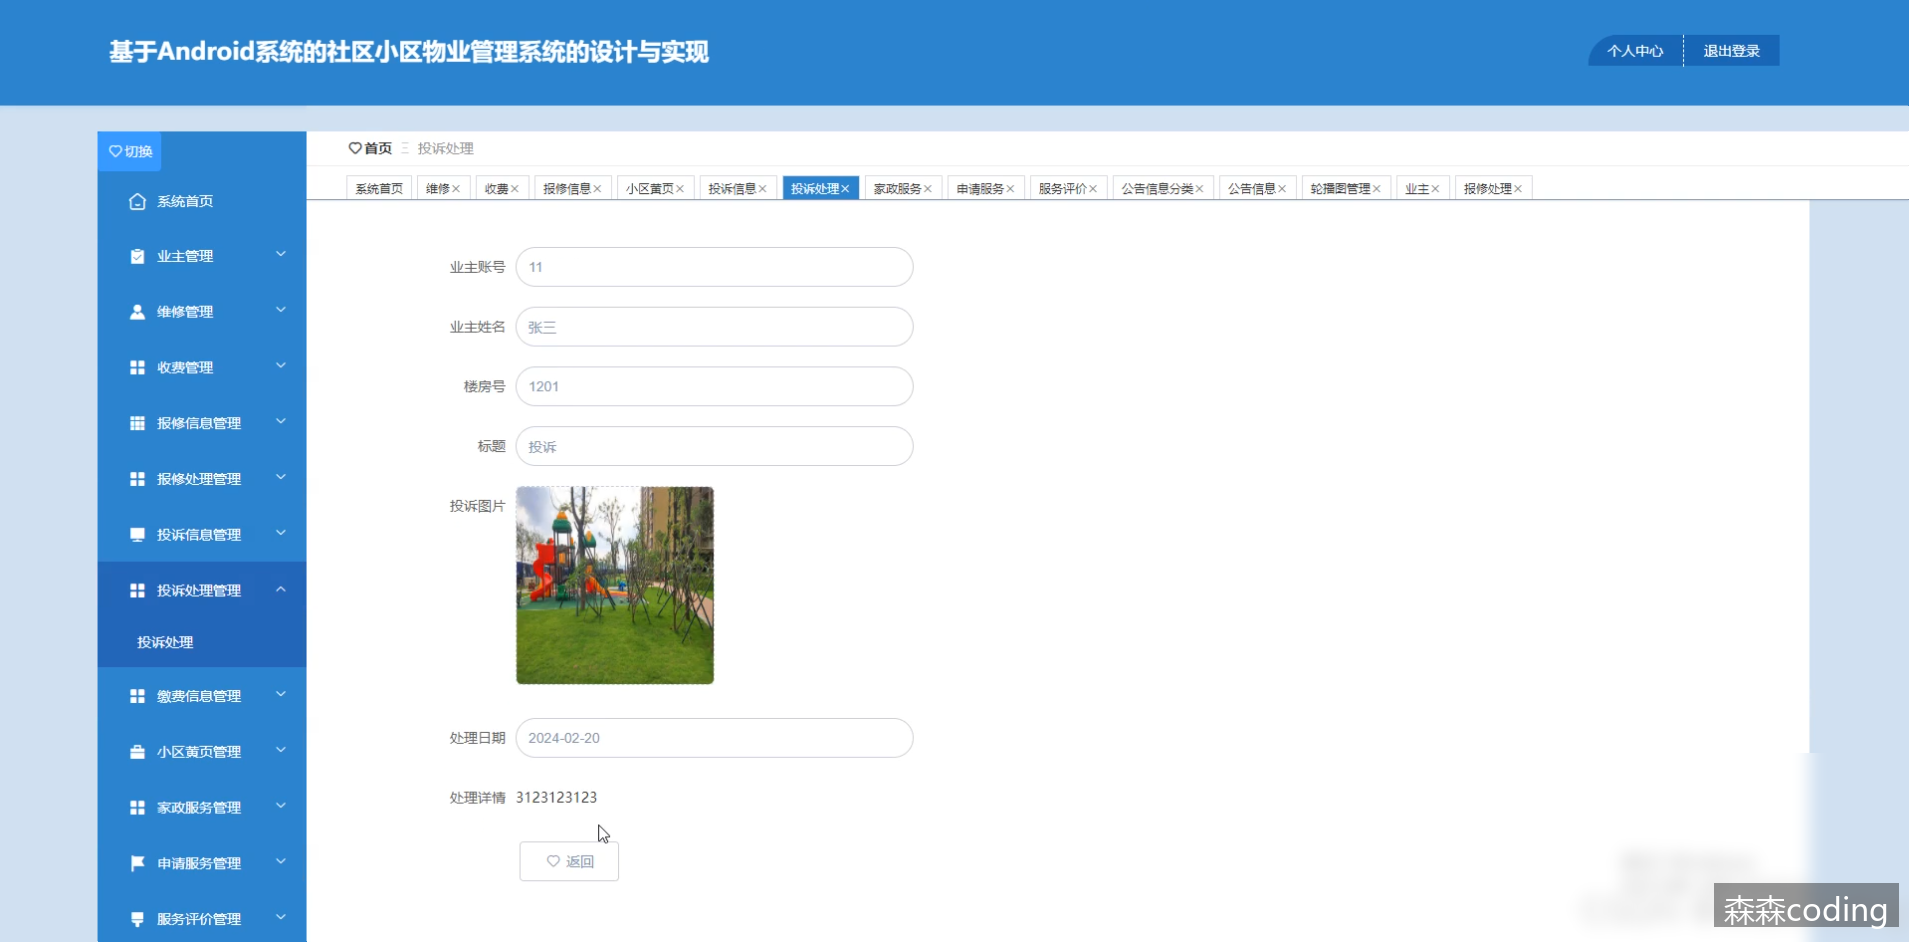 基于Android系统的社区小区物业管理系统的设计与实现
个人中心
退出登录
切换
系统首页
业主管理
维修管理
收费管理
报修信息管理
报修处理管理
投诉信息管理
投诉处理管理
投诉处理
缴费信息管理
小区黄页管理
家政服务管理
申请服务管理
服务评价管理
首页 投诉处理
系统首页 维修 收费 报修信息 小区黄页 投诉信息 投诉处理 家政服务 申请服务 服务评价 公告信息分类 公告信息 轮播图管理 业主 报修处理
业主账号 11
业主姓名 张三
楼房号 1201
标题 投诉
投诉图片
处理日期 2024-02-20
处理详情 3123123123
返回
森森coding